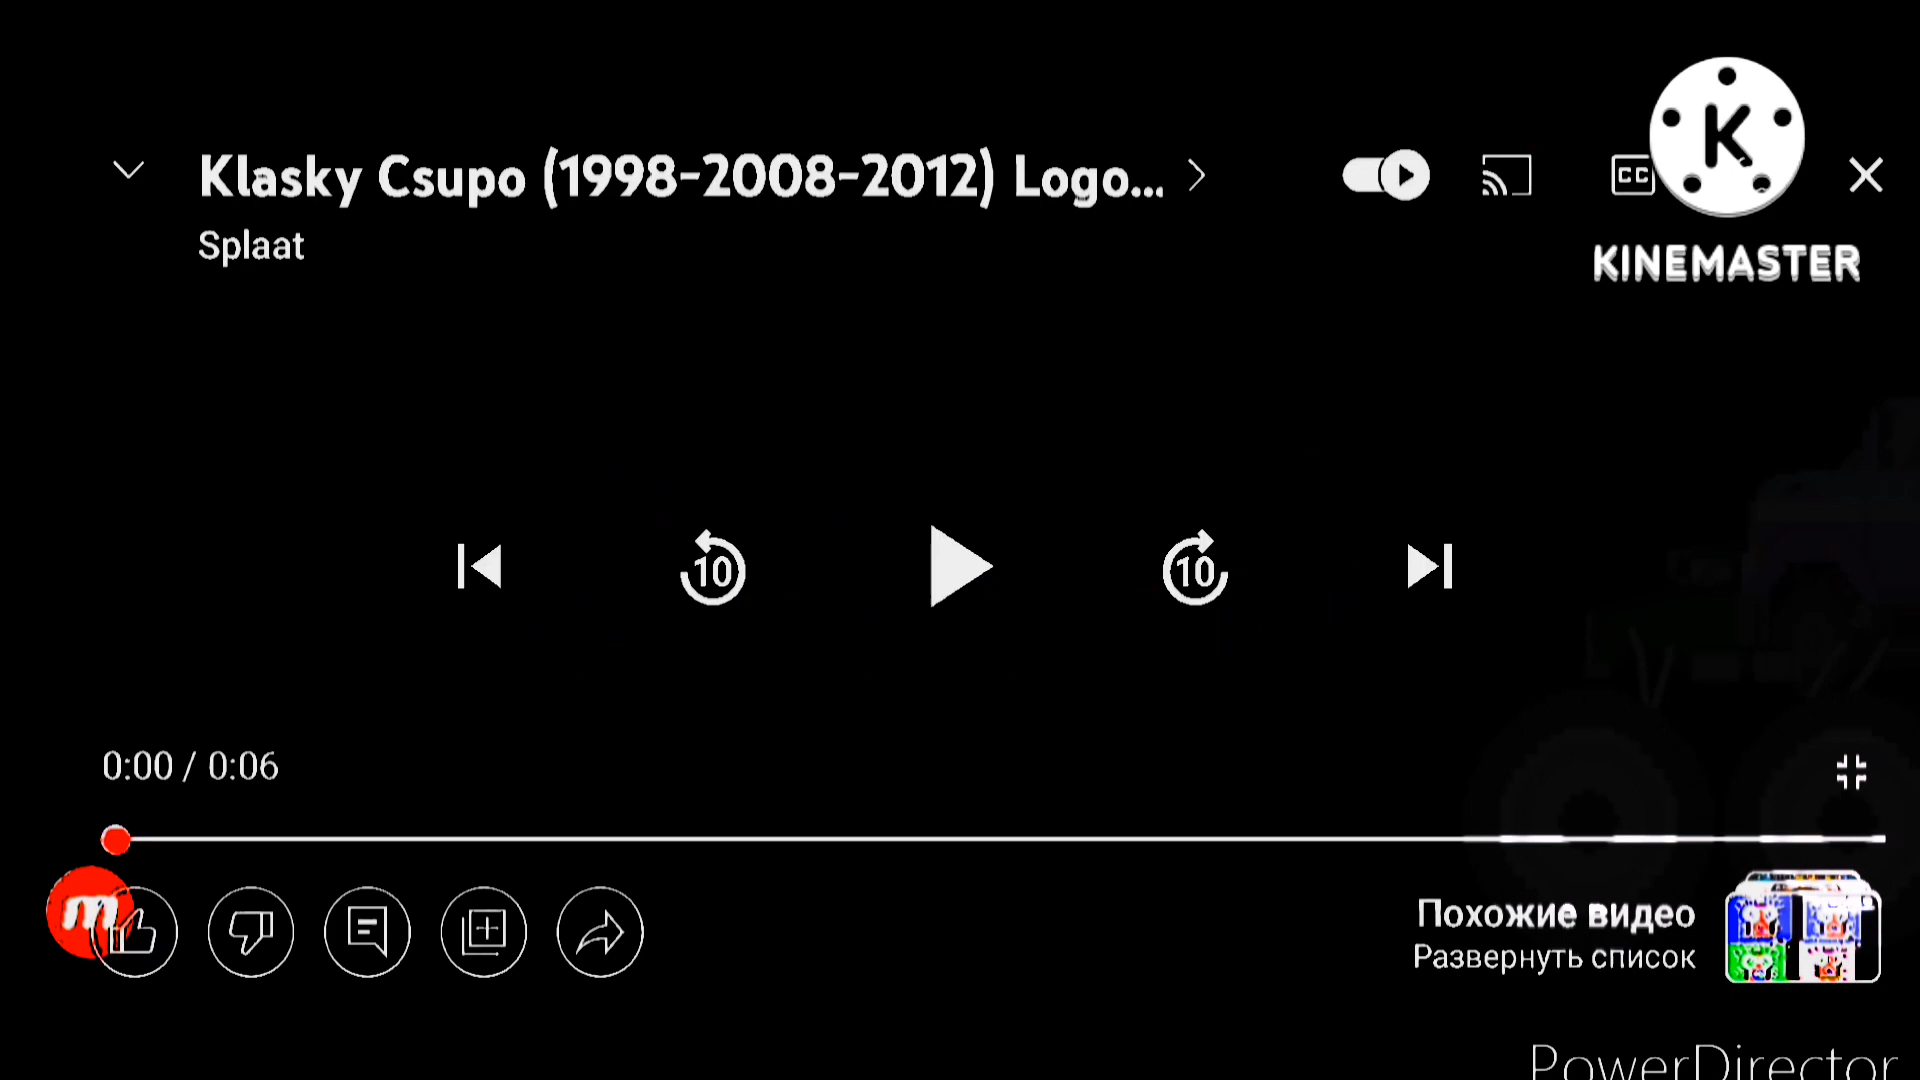 Klasky Csupo (1998-2008-2012) Logo...
Splaat
CC
K
KINEMASTER
10
10
0:00 / 0:06
m
Похожие видео
Развернуть список
PowerDirector